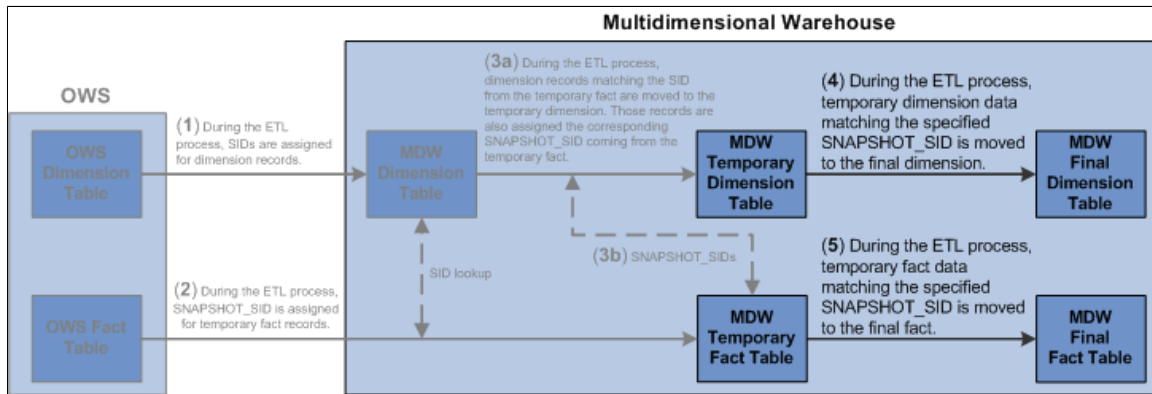 Multidimensional Warehouse
OWS
OWS
Dimension
Table
(1) During the ETL
process, SIDs are assigned
for dimension records.
MDW
Dimension
Table
(3a) During the ETL process,
dimension records matching the SID
from the temporary fact are moved to the
temporary dimension. Those records are
also assigned the corresponding
SNAPSHOT_SID coming from the
temporary fact.
MDW
Temporary
Dimension
Table
(4) During the ETL process,
temporary dimension data
matching the specified
SNAPSHOT_SID is moved
to the final dimension.
MDW
Final
Dimension
Table
SID lookup
(3b) SNAPSHOT_SIDs
OWS Fact
Table
(2) During the ETL process,
SNAPSHOT_SID is assigned
for temporary fact records.
MDW
Temporary
Fact Table
(5) During the ETL process,
temporary fact data
matching the specified
SNAPSHOT_SID is moved
to the final fact.
MDW
Final
Fact Table